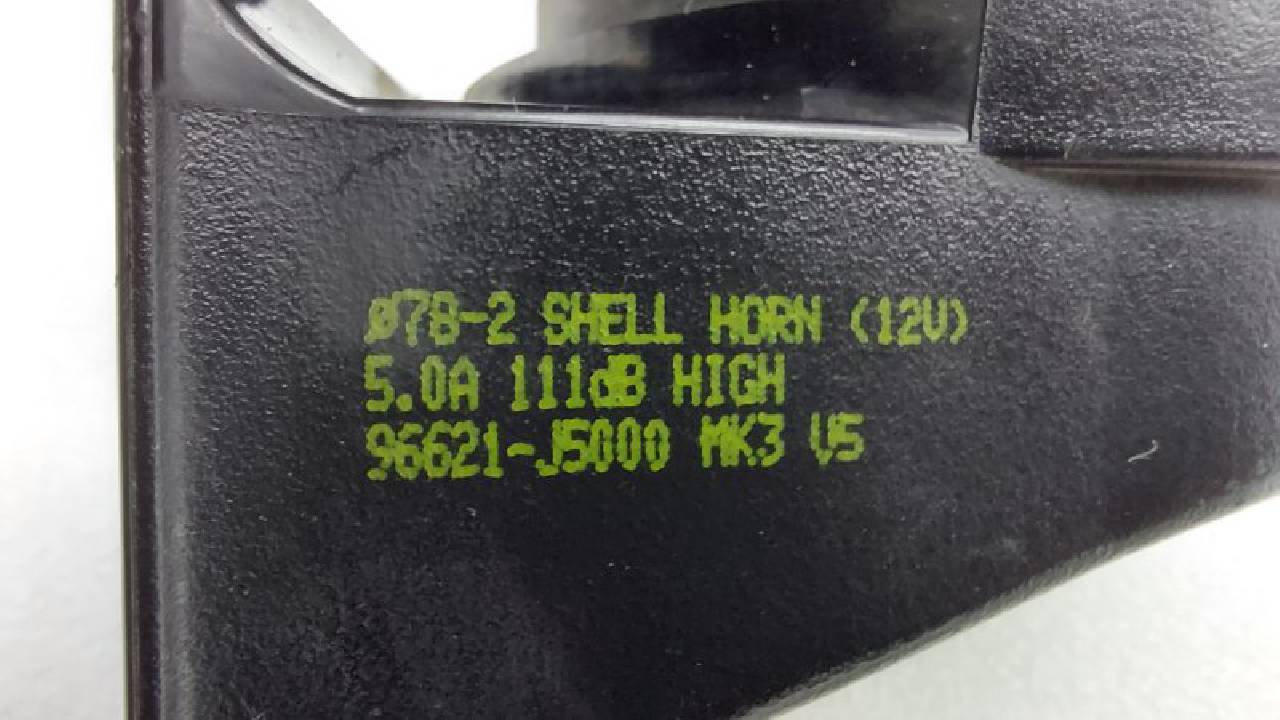 ø78-2 SHELL HORN (12V)
5.0A 111dB HIGH
96621-J5000 MK3 V5